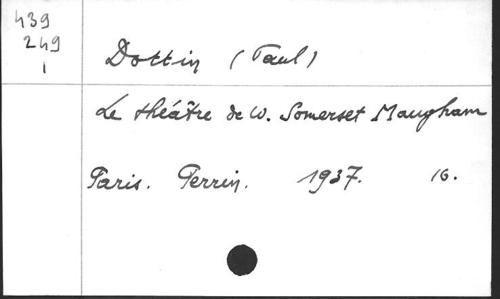 439
249
1
Dottin (Paul)
Le théâtre de W. Somerset Maugham
Paris. Perrin. 1937. 16.